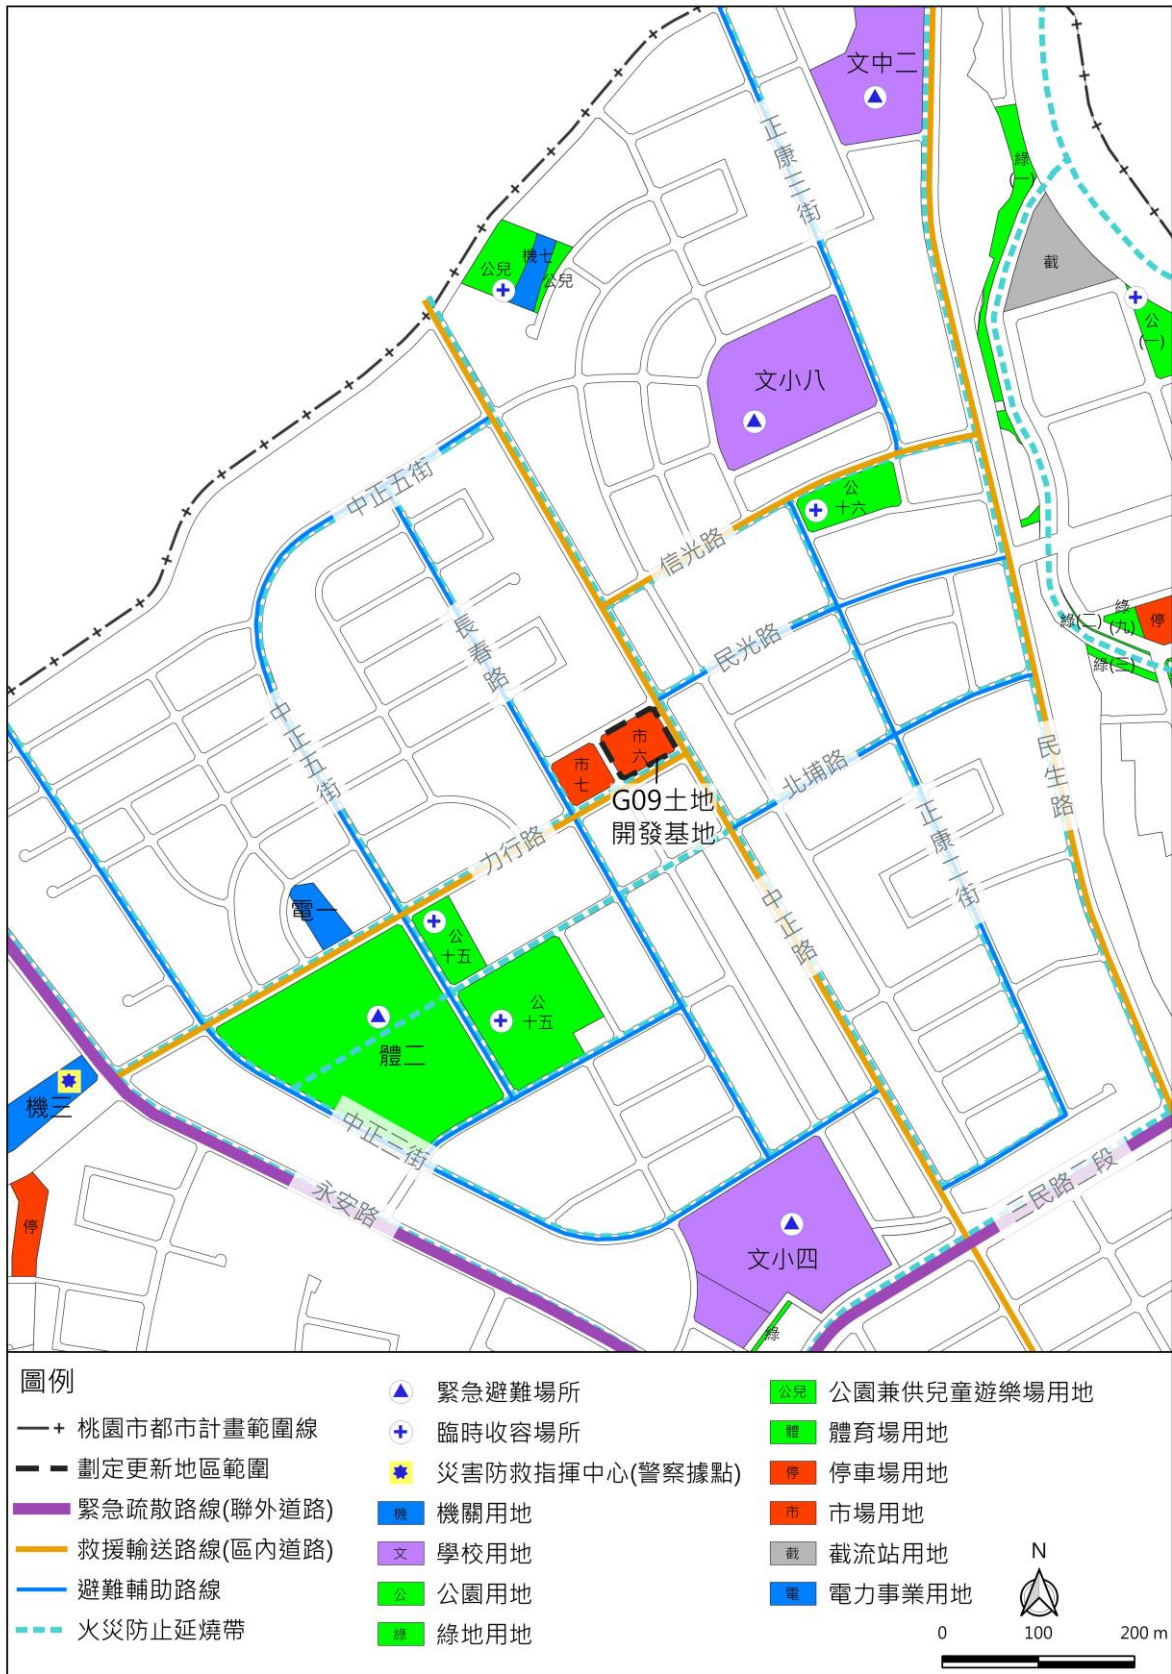 文中二
正康三街
綠
(一)
截
機七
公兒
公兒
公
(一)
文小八
中正五街
公
十六
信光路
綠
(九)
停
綠(二)
綠(三)
長春路
民光路
中正五街
市
六
市
七
北埔路
民生路
G09土地
開發基地
正康二街
力行路
中正路
電一
公
十五
公
十五
體二
機三
中正三街
永安路
三民路二段
停
文小四
綠
圖例
桃園市都市計畫範圍線
劃定更新地區範圍
緊急疏散路線(聯外道路)
救援輸送路線(區內道路)
避難輔助路線
火災防止延燒帶
緊急避難場所
臨時收容場所
災害防救指揮中心(警察據點)
機 機關用地
文 學校用地
公 公園用地
綠 綠地用地
公兒 公園兼供兒童遊樂場用地
體 體育場用地
停 停車場用地
市 市場用地
截 截流站用地
電 電力事業用地
N
0 100 200 m